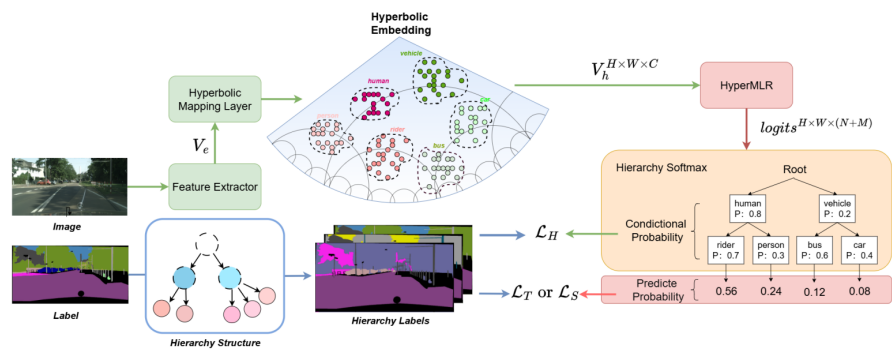 Hyperbolic
Embedding
vehicle
human
car
person
rider
bus
Hyperbolic
Mapping Layer
V_e
Feature Extractor
Image
Label
Hierarchy Structure
Hierarchy Labels
V_h^{H×W×C}
HyperMLR
logits^{H×W×(N+M)}
Hierarchy Softmax
Root
human
P: 0.8
vehicle
P: 0.2
Condictional
Probability
rider
P: 0.7
person
P: 0.3
bus
P: 0.6
car
P: 0.4
ℒ_H
ℒ_T or ℒ_S
Predicte
Probability
0.56
0.24
0.12
0.08